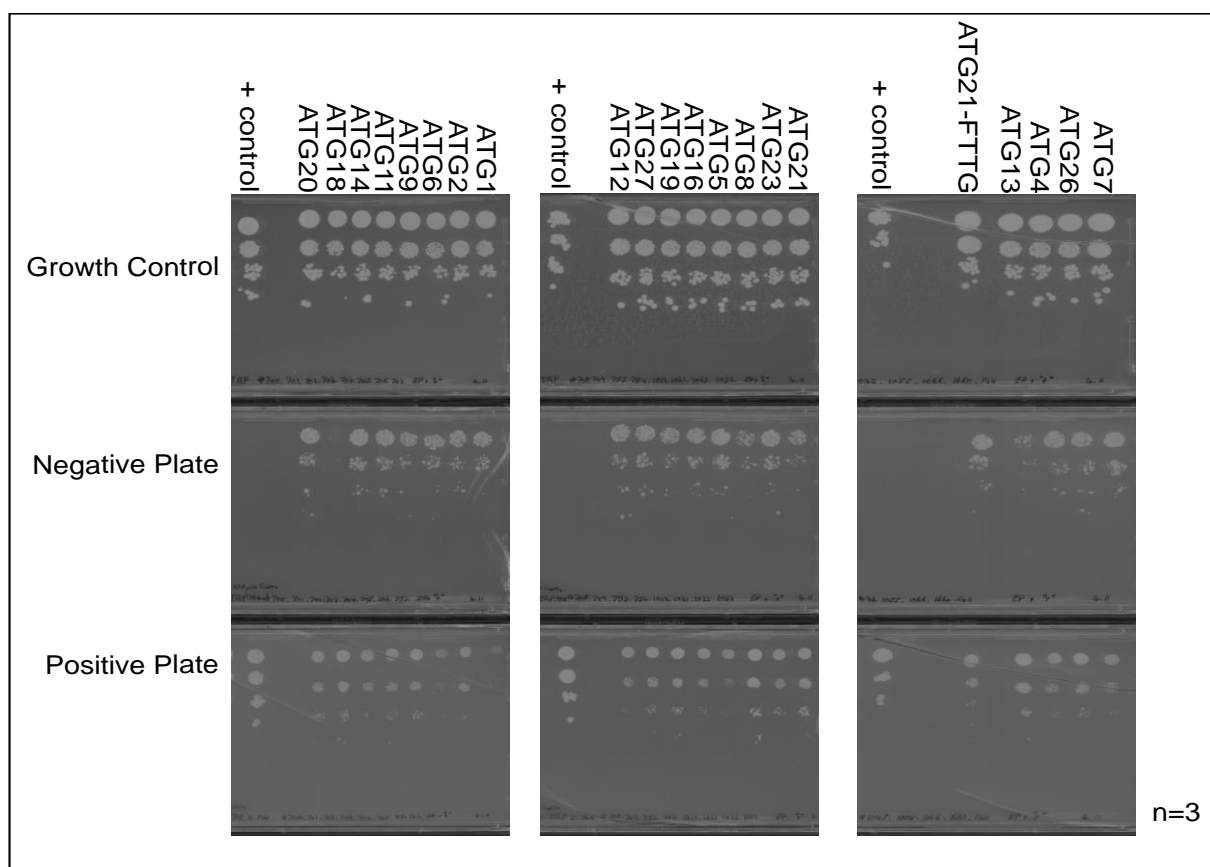 + control
ATG20
ATG18
ATG14
ATG11
ATG9
ATG6
ATG2
ATG1
+ control
ATG12
ATG27
ATG19
ATG16
ATG5
ATG8
ATG23
ATG21
+ control
ATG21-FTTG
ATG13
ATG4
ATG26
ATG7
Growth Control
Negative Plate
Positive Plate
n=3